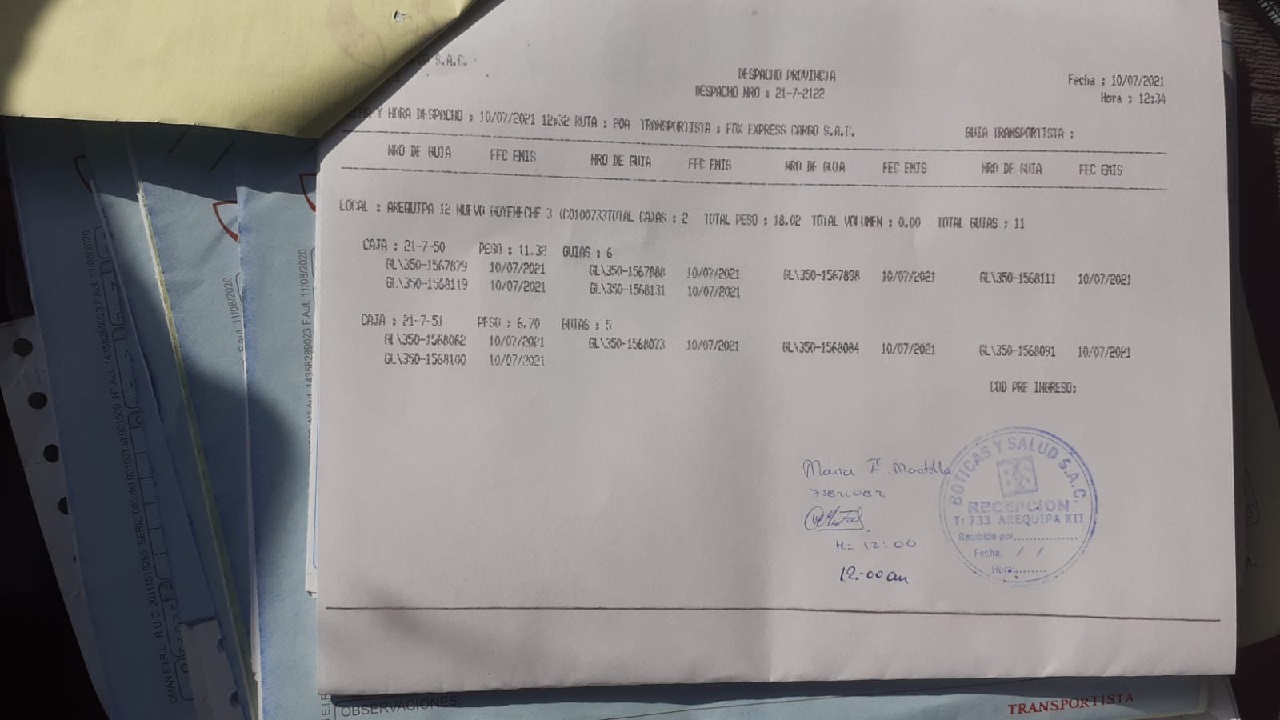 S.A.C.
DESPACHO PROVINCIA
DESPACHO NRO : 21-7-2122
Fecha : 10/07/2021
Hora : 12:34
Y HORA DESPACHO : 10/07/2021 12:32 RUTA : POA TRANSPORTISTA : FOX EXPRESS CARGO S.A.C. GUIA TRANSPORTISTA :
NRO DE GUIA FEC EMIS NRO DE GUIA FEC EMIS NRO DE GUIA FEC EMIS NRO DE GUIA FEC EMIS
LOCAL : AREQUIPA 12 NUEVO GOYENECHE 3 (C0100733TOTAL CAJAS : 2 TOTAL PESO : 18.02 TOTAL VOLUMEN : 0.00 TOTAL GUIAS : 11
CAJA : 21-7-50 PESO : 11.32 GUIAS : 6
GL\350-1567879 10/07/2021 GL\350-1567888 10/07/2021 GL\350-1567898 10/07/2021 GL\350-1568111 10/07/2021
GL\350-1568119 10/07/2021 GL\350-1568131 10/07/2021
CAJA : 21-7-51 PESO : 6.70 GUIAS : 5
GL\350-1568062 10/07/2021 GL\350-1568073 10/07/2021 GL\350-1568084 10/07/2021 GL\350-1568091 10/07/2021
GL\350-1568100 10/07/2021
COD PRE INGRESO:
H= 12:00
12:00 am
BOTICAS Y SALUD S.A.C.
BS
RECEPCIÓN
T: 733 AREQUIPA XII
Recibido por
Fecha: / /
Hora
OBSERVACIONES
TRANSPORTISTA